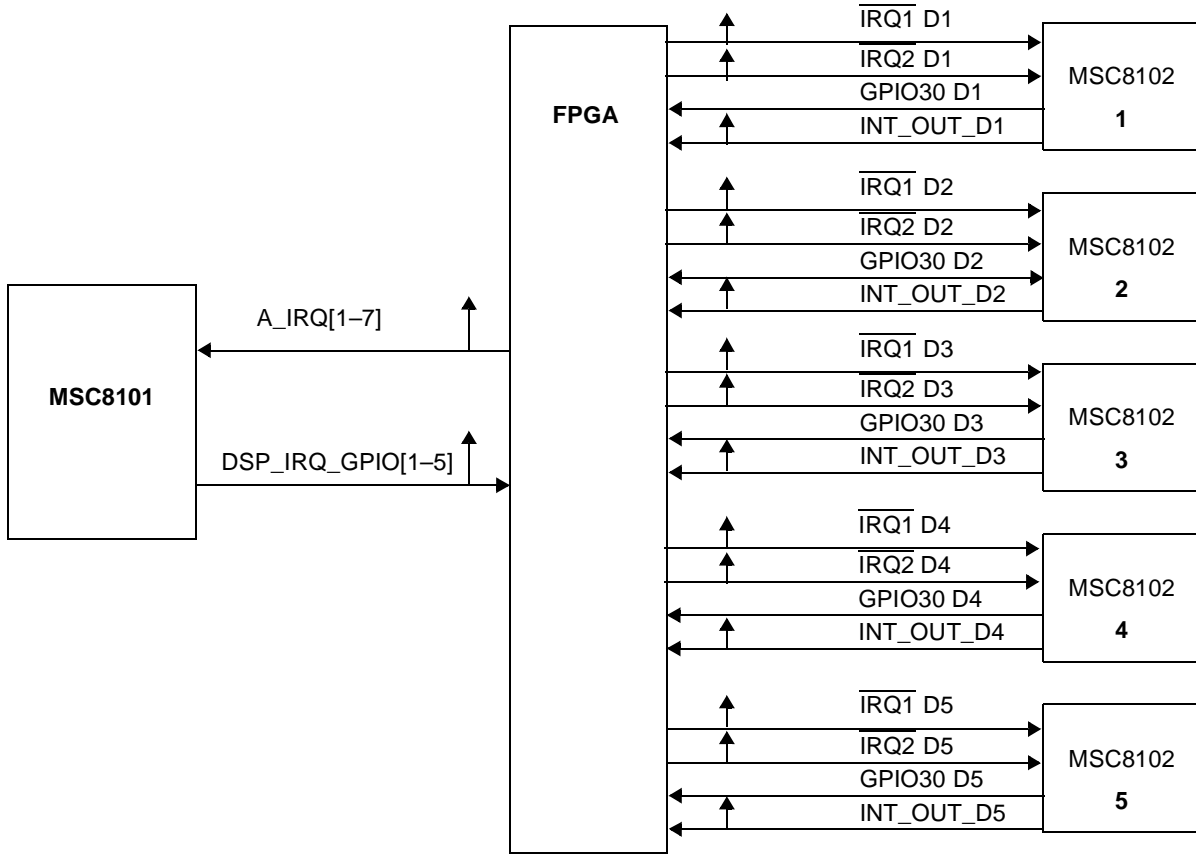 IRQ1 D1
IRQ2 D1
GPIO30 D1
INT_OUT_D1
MSC8102
1
FPGA
IRQ1 D2
IRQ2 D2
GPIO30 D2
INT_OUT_D2
MSC8102
2
A_IRQ[1–7]
MSC8101
DSP_IRQ_GPIO[1–5]
IRQ1 D3
IRQ2 D3
GPIO30 D3
INT_OUT_D3
MSC8102
3
IRQ1 D4
IRQ2 D4
GPIO30 D4
INT_OUT_D4
MSC8102
4
IRQ1 D5
IRQ2 D5
GPIO30 D5
INT_OUT_D5
MSC8102
5